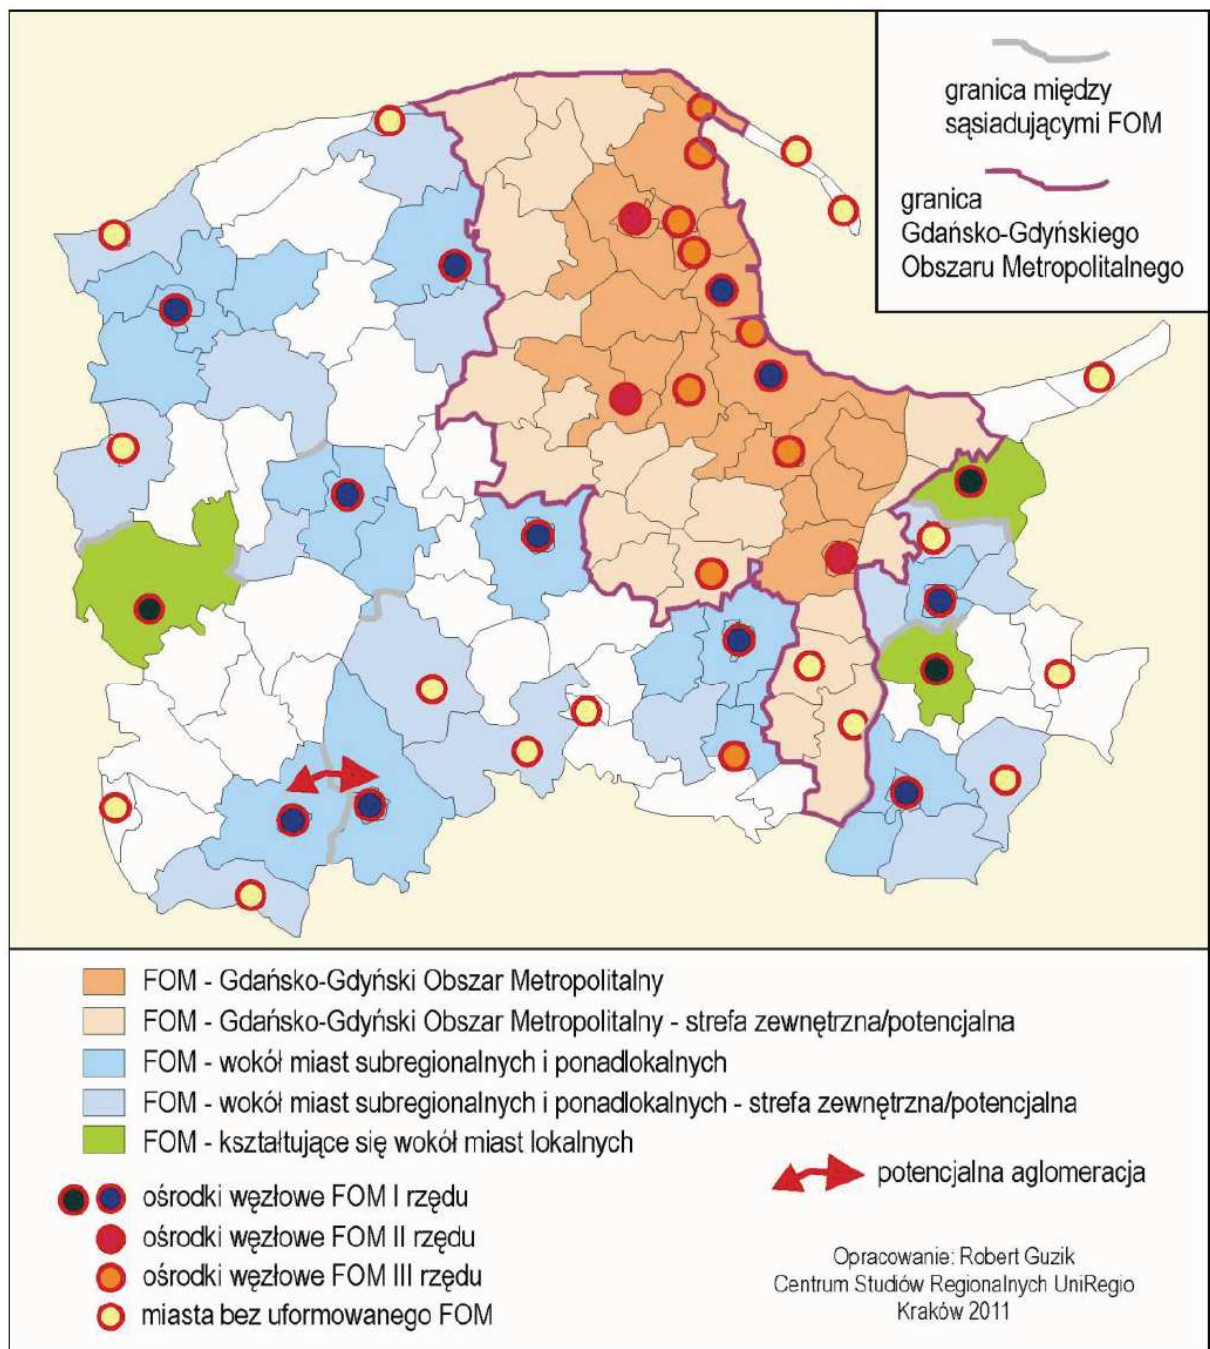 granica między
sąsiadującymi FOM
granica
Gdańsko-Gdyńskiego
Obszaru Metropolitalnego
FOM - Gdańsko-Gdyński Obszar Metropolitalny
FOM - Gdańsko-Gdyński Obszar Metropolitalny - strefa zewnętrzna/potencjalna
FOM - wokół miast subregionalnych i ponadlokalnych
FOM - wokół miast subregionalnych i ponadlokalnych - strefa zewnętrzna/potencjalna
FOM - kształtujące się wokół miast lokalnych
ośrodki węzłowe FOM I rzędu
ośrodki węzłowe FOM II rzędu
ośrodki węzłowe FOM III rzędu
miasta bez uformowanego FOM
potencjalna aglomeracja
Opracowanie: Robert Guzik
Centrum Studiów Regionalnych UniRegio
Kraków 2011